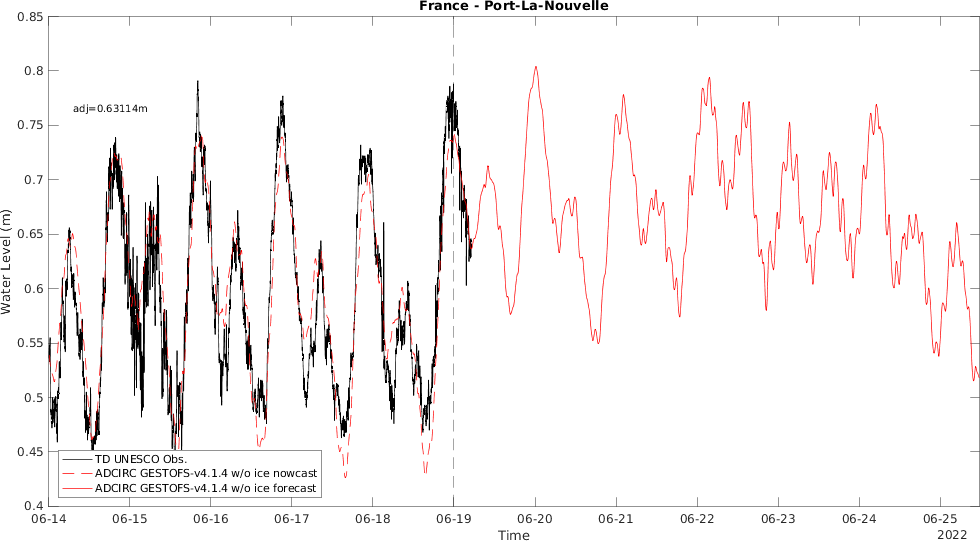 France - Port-La-Nouvelle
0.85
0.8
0.75
0.7
0.65
0.6
0.55
0.5
0.45
0.4
Water Level (m)
adj=0.63114m
TD UNESCO Obs.
ADCIRC GESTOFS-v4.1.4 w/o ice nowcast
ADCIRC GESTOFS-v4.1.4 w/o ice forecast
06-14 06-15 06-16 06-17 06-18 06-19 06-20 06-21 06-22 06-23 06-24 06-25
Time
2022